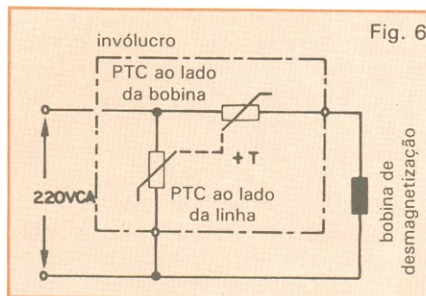 Fig. 6
invólucro
PTC ao lado
da bobina
+ T
PTC ao lado
da linha
220VCA
bobina de
desmagnetização